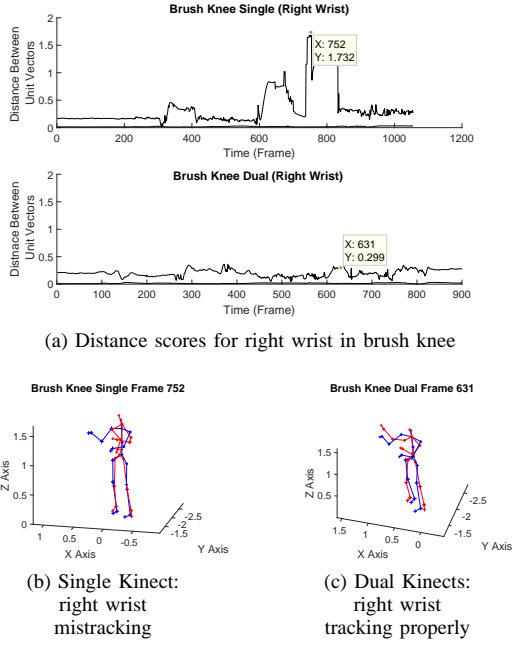 Brush Knee Single (Right Wrist)
2
1.5
1
0.5
0
Distance Between
Unit Vectors
X: 752
Y: 1.732
0 200 400 600 800 1000 1200
Time (Frame)
Brush Knee Dual (Right Wrist)
2
1.5
1
0.5
0
Distnace Between
Unit Vectors
X: 631
Y: 0.299
0 100 200 300 400 500 600 700 800 900
Time (Frame)
(a) Distance scores for right wrist in brush knee
Brush Knee Single Frame 752
1.5
1
0.5
0
Z Axis
1 0.5 0 -0.5
X Axis
-2.5
-2
-1.5
Y Axis
(b) Single Kinect:
right wrist
mistracking
Brush Knee Dual Frame 631
1.5
1
0.5
Z Axis
1.5 1 0.5 0
X Axis
-2.5
-2
-1.5
Y Axis
(c) Dual Kinects:
right wrist
tracking properly